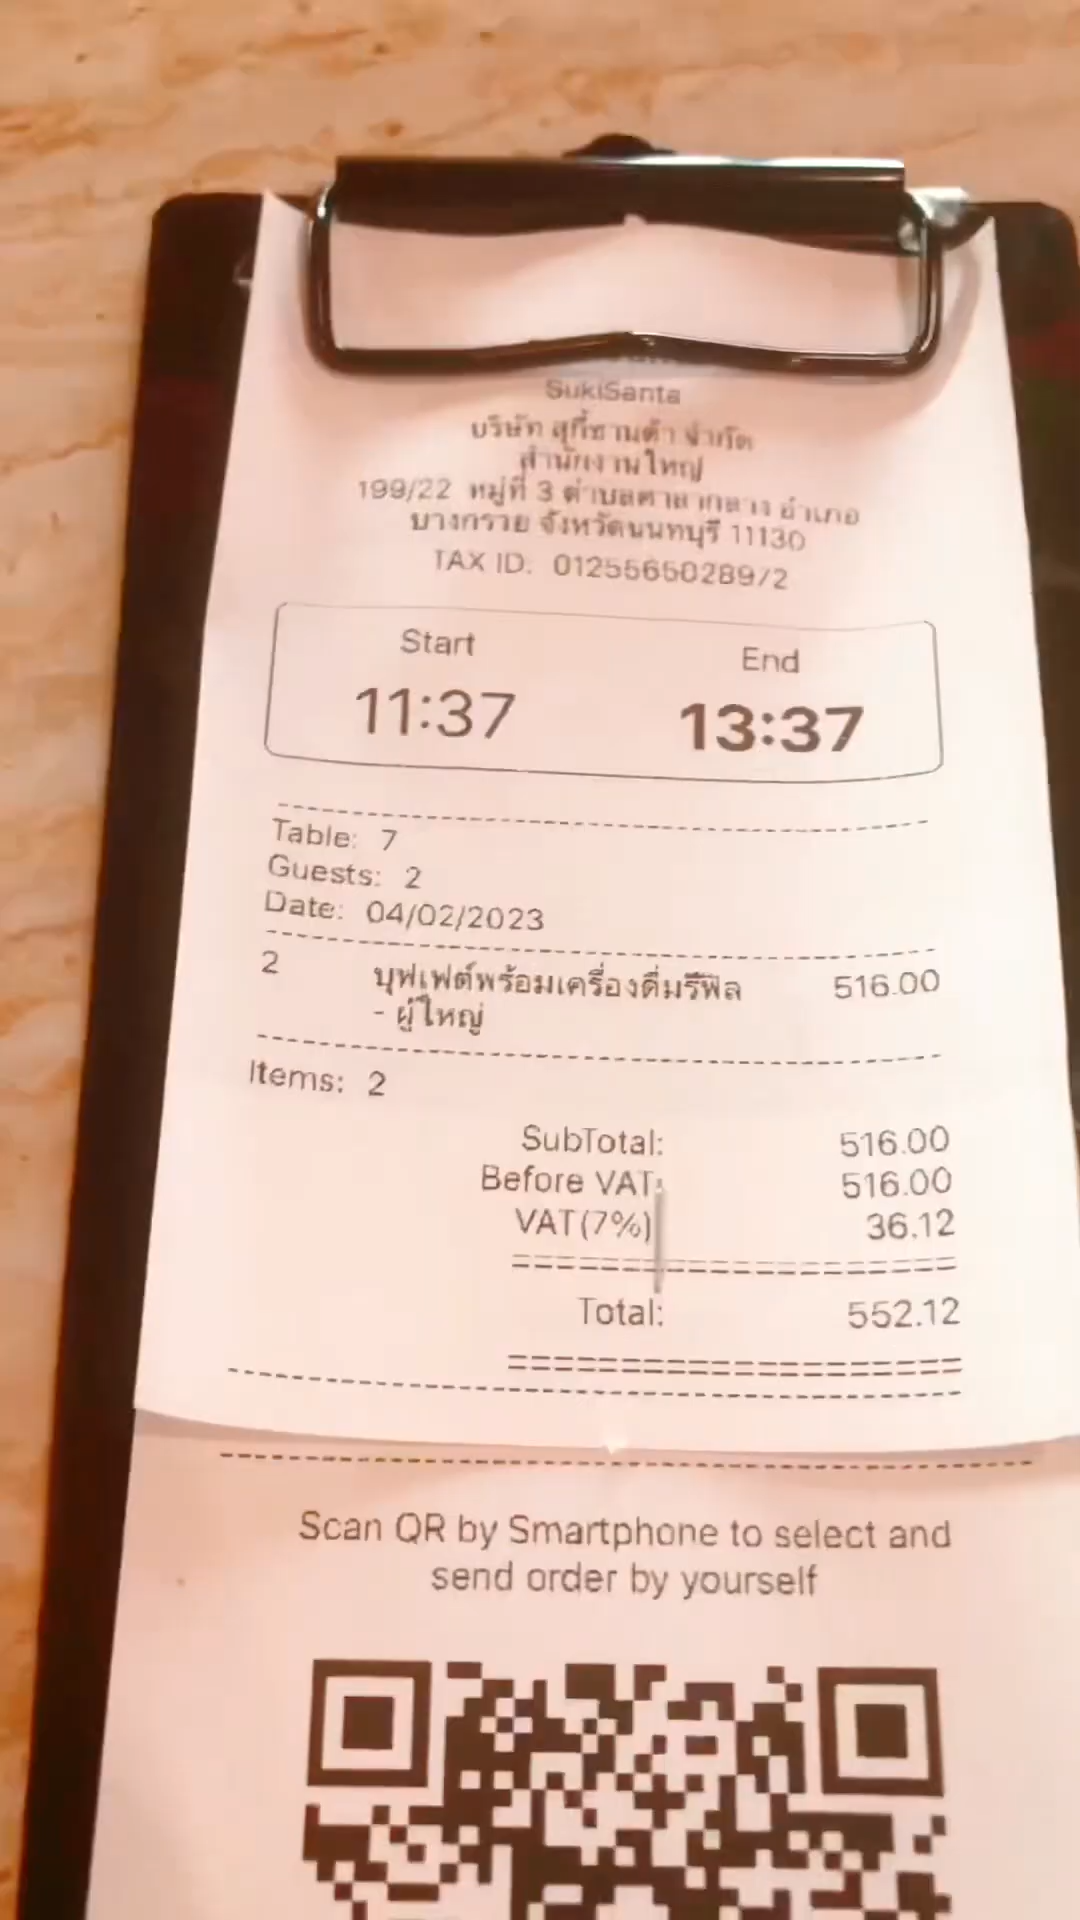 SukiSanta
บริษัท สุกี้ซานต้า จำกัด
สำนักงานใหญ่
199/22 หมู่ที่ 3 ตำบลศาลากลาง อำเภอ
บางกรวย จังหวัดนนทบุรี 11130
TAX ID: 0125565028972
Start
End
11:37
13:37
Table: 7
Guests: 2
Date: 04/02/2023
2 บุฟเฟต์พร้อมเครื่องดื่มรีฟิล 516.00
- ผู้ใหญ่
Items: 2
SubTotal: 516.00
Before VAT: 516.00
VAT(7%) 36.12
Total: 552.12
Scan QR by Smartphone to select and
send order by yourself